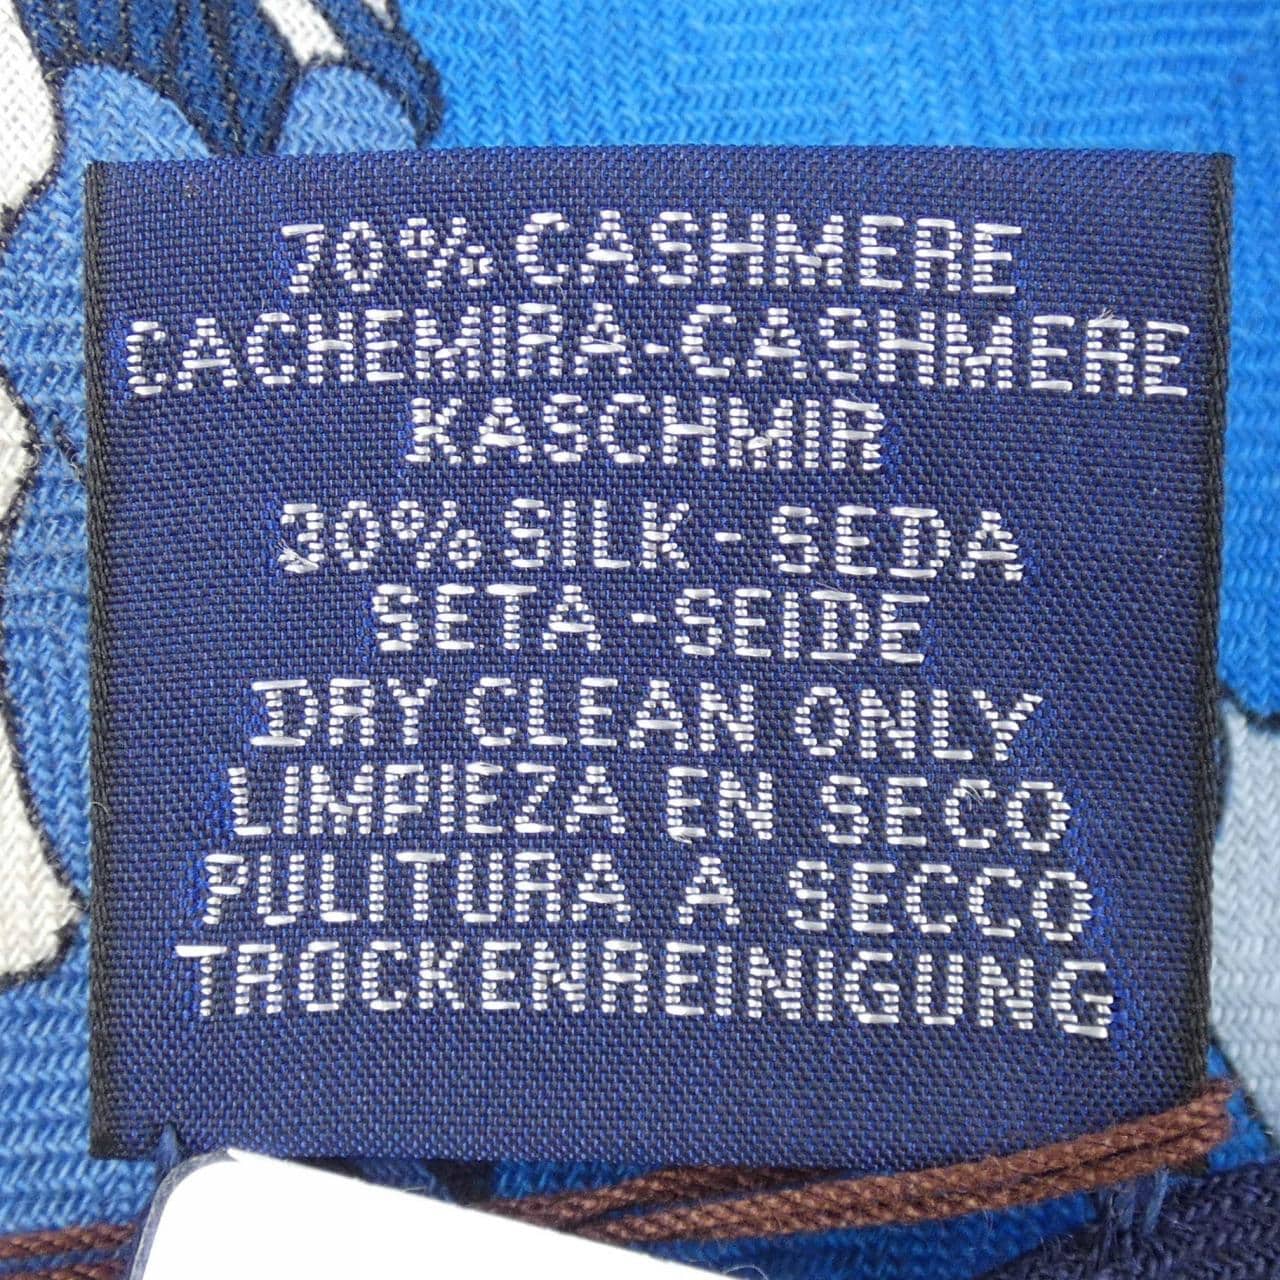 70% CASHMERE
CACHEMIRA-CASHMERE
KASCHMIR
30% SILK - SEDA
SETA - SEIDE
DRY CLEAN ONLY
LIMPIEZA EN SECO
PULITURA A SECCO
TROCKENREINIGUNG